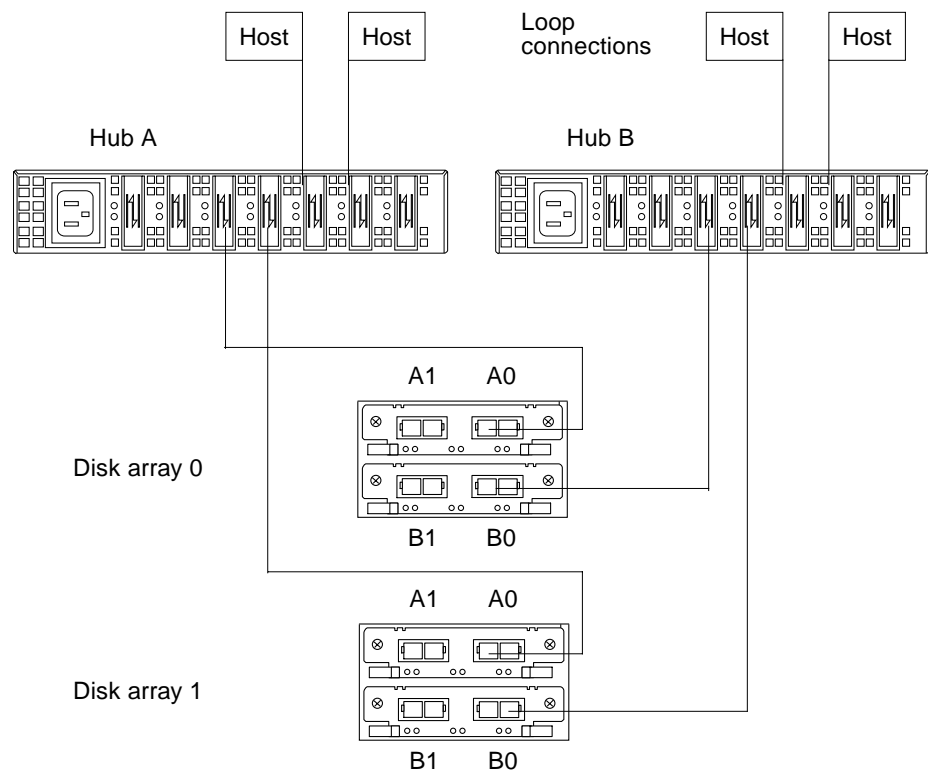 Host
Host
Loop
connections
Host
Host
Hub A
Hub B
A1
A0
Disk array 0
B1
B0
A1
A0
Disk array 1
B1
B0